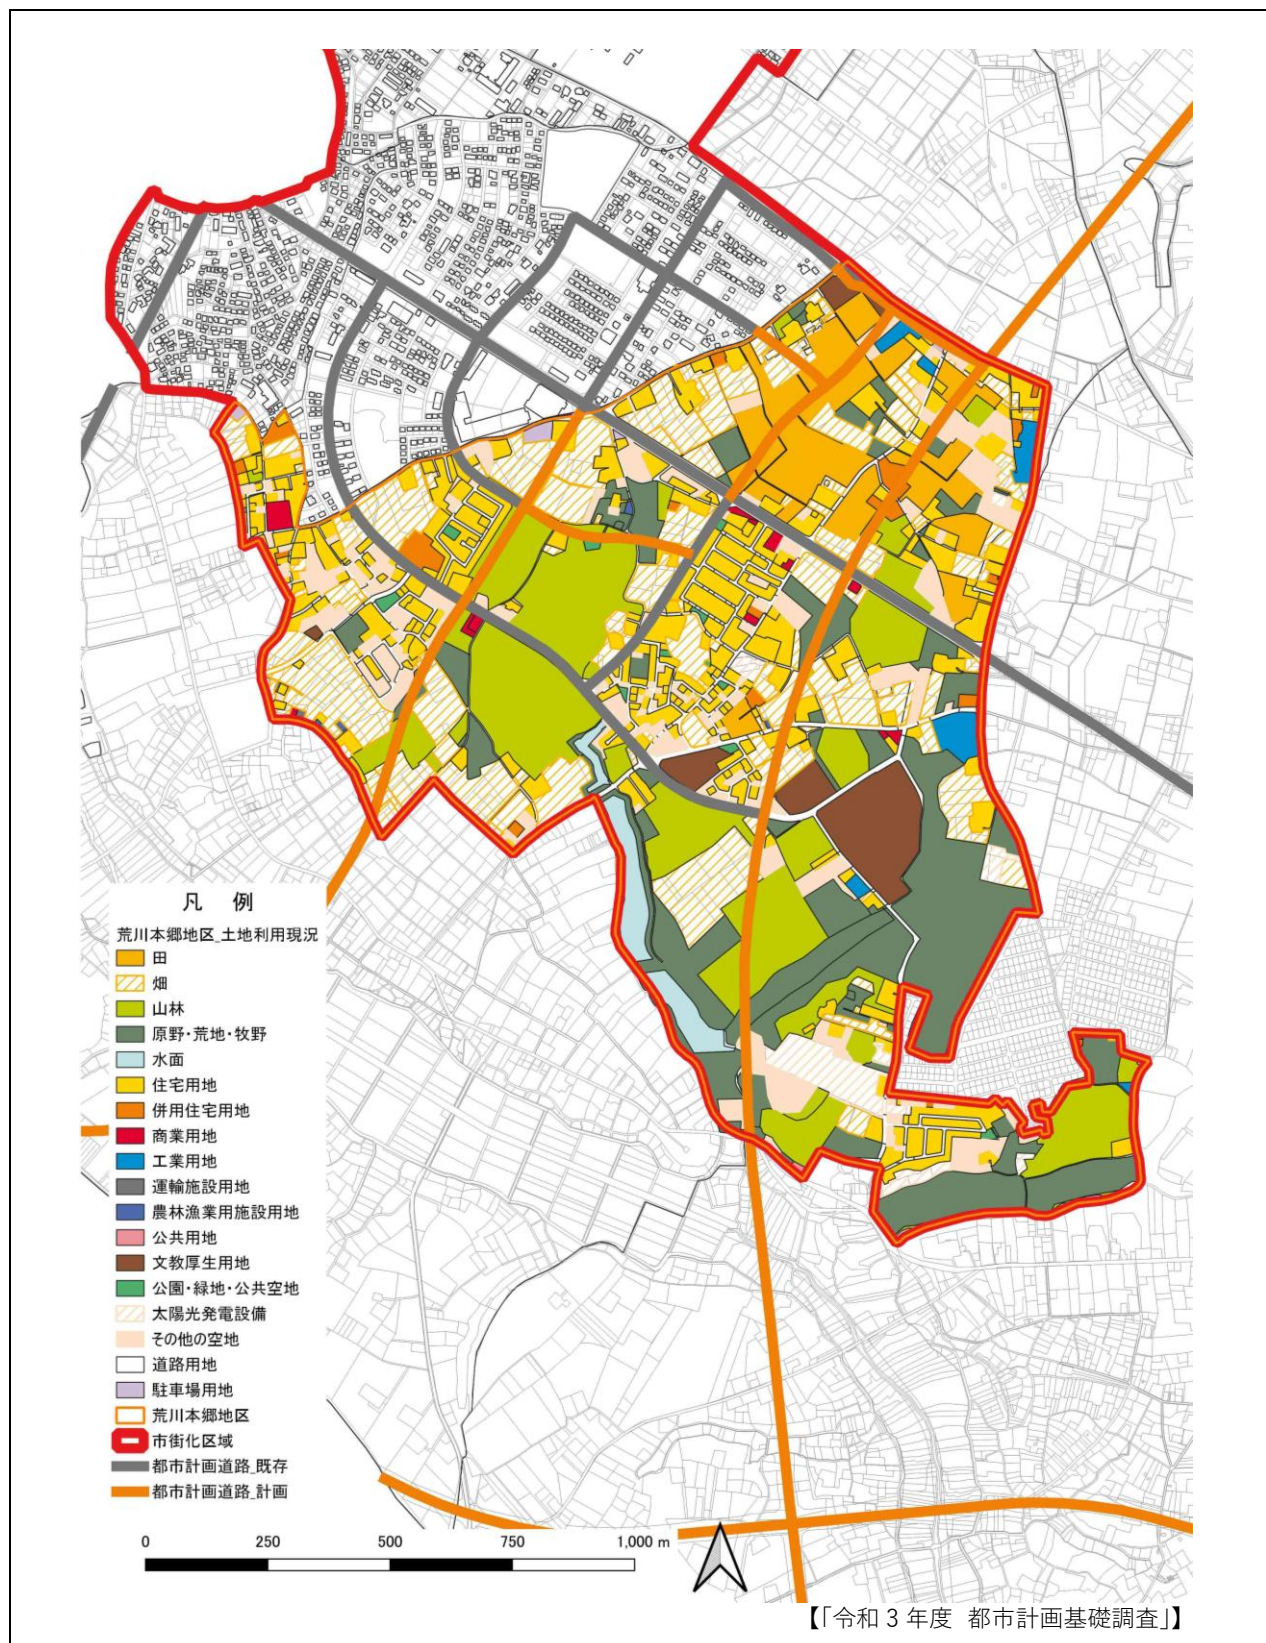 凡 例
荒川本郷地区_土地利用現況
田
畑
山林
原野・荒地・牧野
水面
住宅用地
併用住宅用地
商業用地
工業用地
運輸施設用地
農林漁業用施設用地
公共用地
文教厚生用地
公園・緑地・公共空地
太陽光発電設備
その他の空地
道路用地
駐車場用地
荒川本郷地区
市街化区域
都市計画道路_既存
都市計画道路_計画
0 250 500 750 1,000 m
【「令和 3 年度 都市計画基礎調査」】